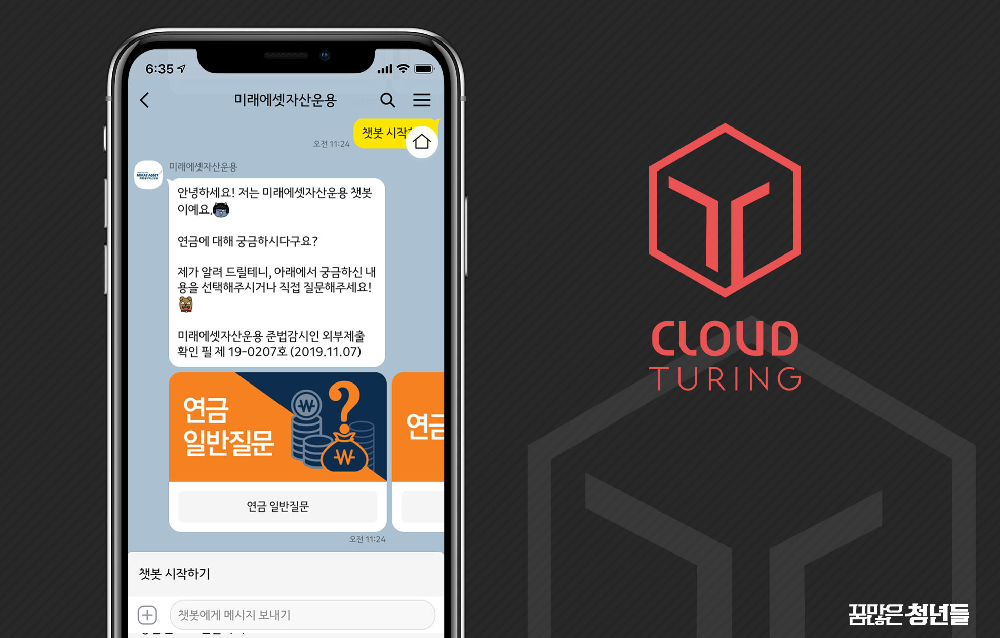 6:35
미래에셋자산운용
챗봇 시작
오전 11:24
미래에셋자산운용
MIRAE ASSET
미래에셋자산운용
안녕하세요! 저는 미래에셋자산운용 챗봇
이예요.
연금에 대해 궁금하시다구요?
제가 알려 드릴테니, 아래에서 궁금하신 내
용을 선택해주시거나 직접 질문해주세요!
미래에셋자산운용 준법감시인 외부제출
확인 필 제 19-0207호 (2019.11.07)
연금
일반질문
연금
연금 일반질문
오전 11:24
챗봇 시작하기
챗봇에게 메시지 보내기
CLOUD
TURING
꿈많은청년들